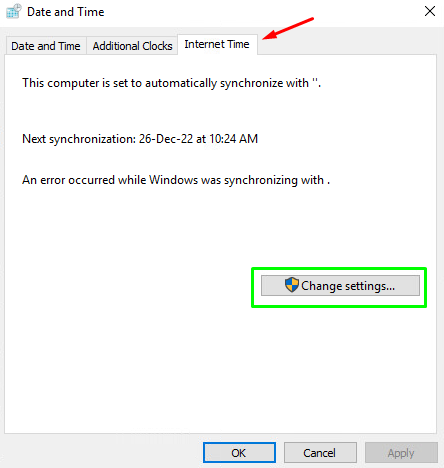 Date and Time
Date and Time Additional Clocks Internet Time
This computer is set to automatically synchronize with ''.
Next synchronization: 26-Dec-22 at 10:24 AM
An error occurred while Windows was synchronizing with .
Change settings...
OK Cancel Apply